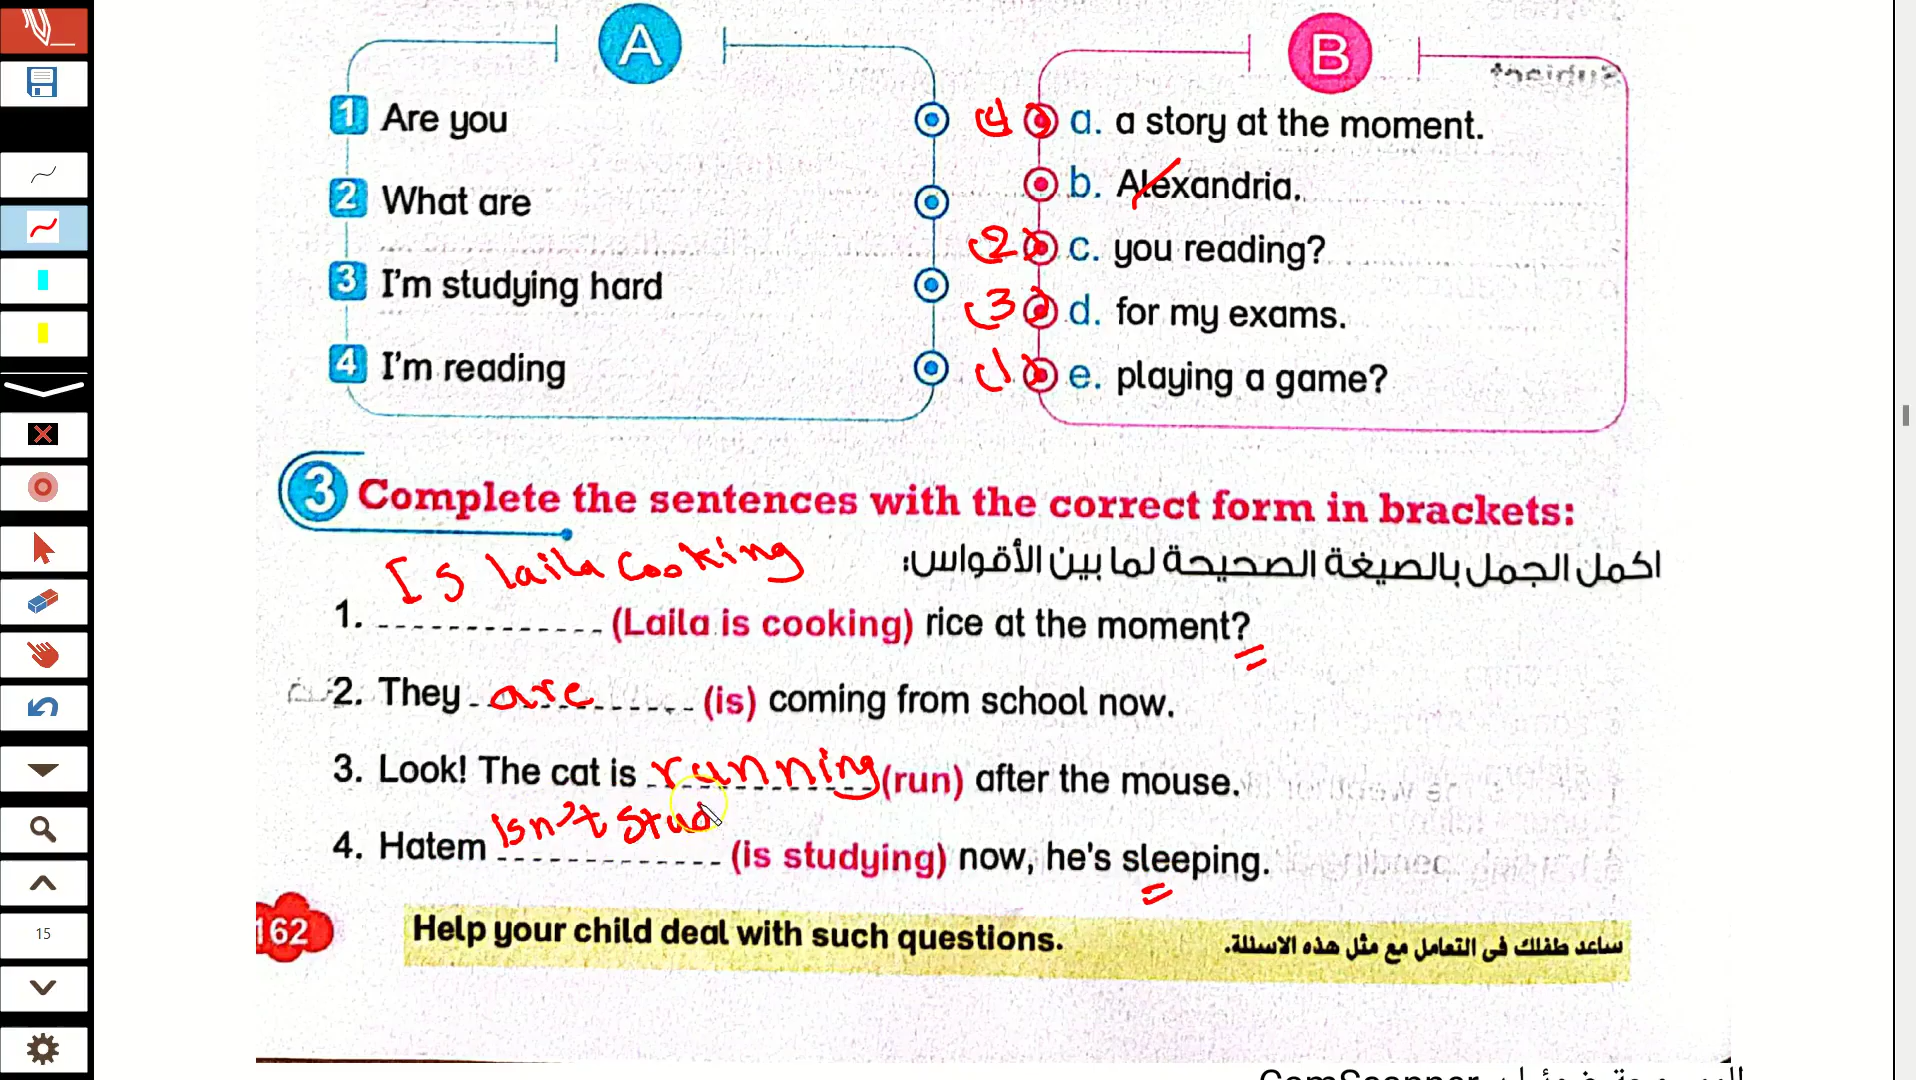 A
B
1 Are you
(4) a. a story at the moment.
b. Alexandria.
2 What are
(2) c. you reading?
3 I'm studying hard
(3) d. for my exams.
4 I'm reading
(1) e. playing a game?
3 Complete the sentences with the correct form in brackets:
اكمل الجمل بالصيغة الصحيحة لما بين الأقواس:
Is laila cooking
1. (Laila is cooking) rice at the moment?
2. They are (is) coming from school now.
3. Look! The cat is running (run) after the mouse.
isn't stud
4. Hatem (is studying) now, he's sleeping.
162
Help your child deal with such questions.
ساعد طفلك فى التعامل مع مثل هذه الاسئلة.
15